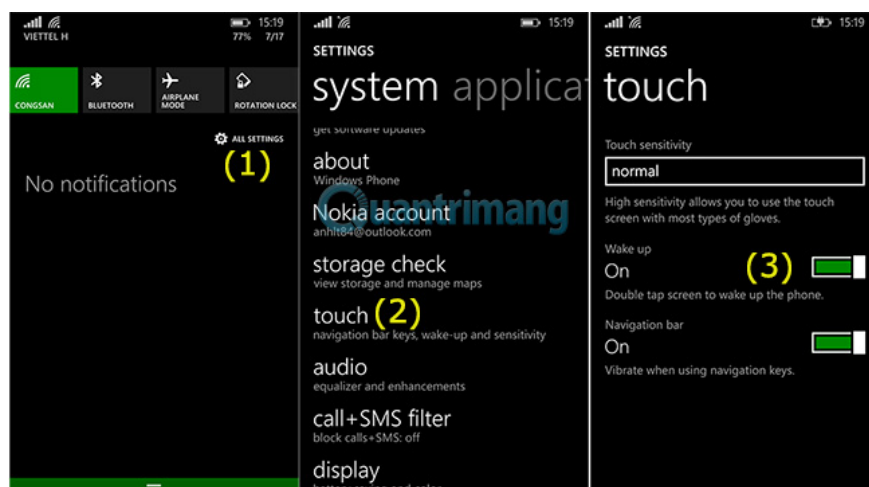 15:19
VIETTEL H
77% 7/17
CONGSAN
BLUETOOTH
AIRPLANE
MODE
ROTATION LOCK
ALL SETTINGS
(1)
No notifications
15:19
SETTINGS
system applicat
get software updates
about
Windows Phone
Nokia account
anhlt84@outlook.com
storage check
view storage and manage maps
touch (2)
navigation bar keys, wake-up and sensitivity
audio
equalizer and enhancements
call+SMS filter
block calls+SMS: off
display
Quantrimang
15:19
SETTINGS
touch
Touch sensitivity
normal
High sensitivity allows you to use the touch
screen with most types of gloves.
Wake up
On (3)
Double tap screen to wake up the phone.
Navigation bar
On
Vibrate when using navigation keys.